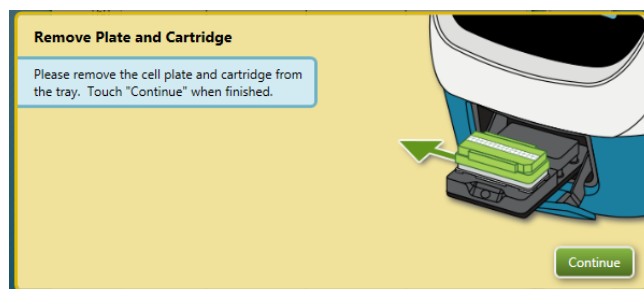 Remove Plate and Cartridge
Please remove the cell plate and cartridge from
the tray.  Touch "Continue" when finished.
Continue